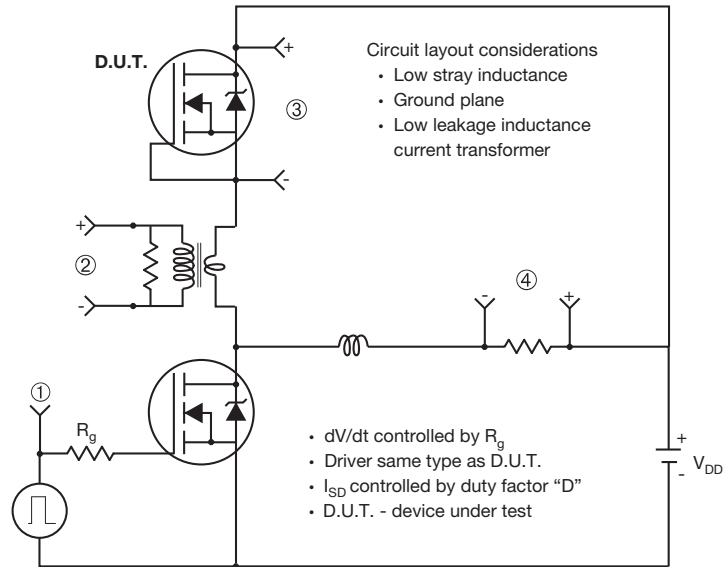 D.U.T.
+
Circuit layout considerations
• Low stray inductance
• Ground plane
• Low leakage inductance
current transformer
③
-
+
②
-
④
-
+
①
R_g
• dV/dt controlled by R_g
• Driver same type as D.U.T.
• I_SD controlled by duty factor “D”
• D.U.T. - device under test
+
V_DD
-